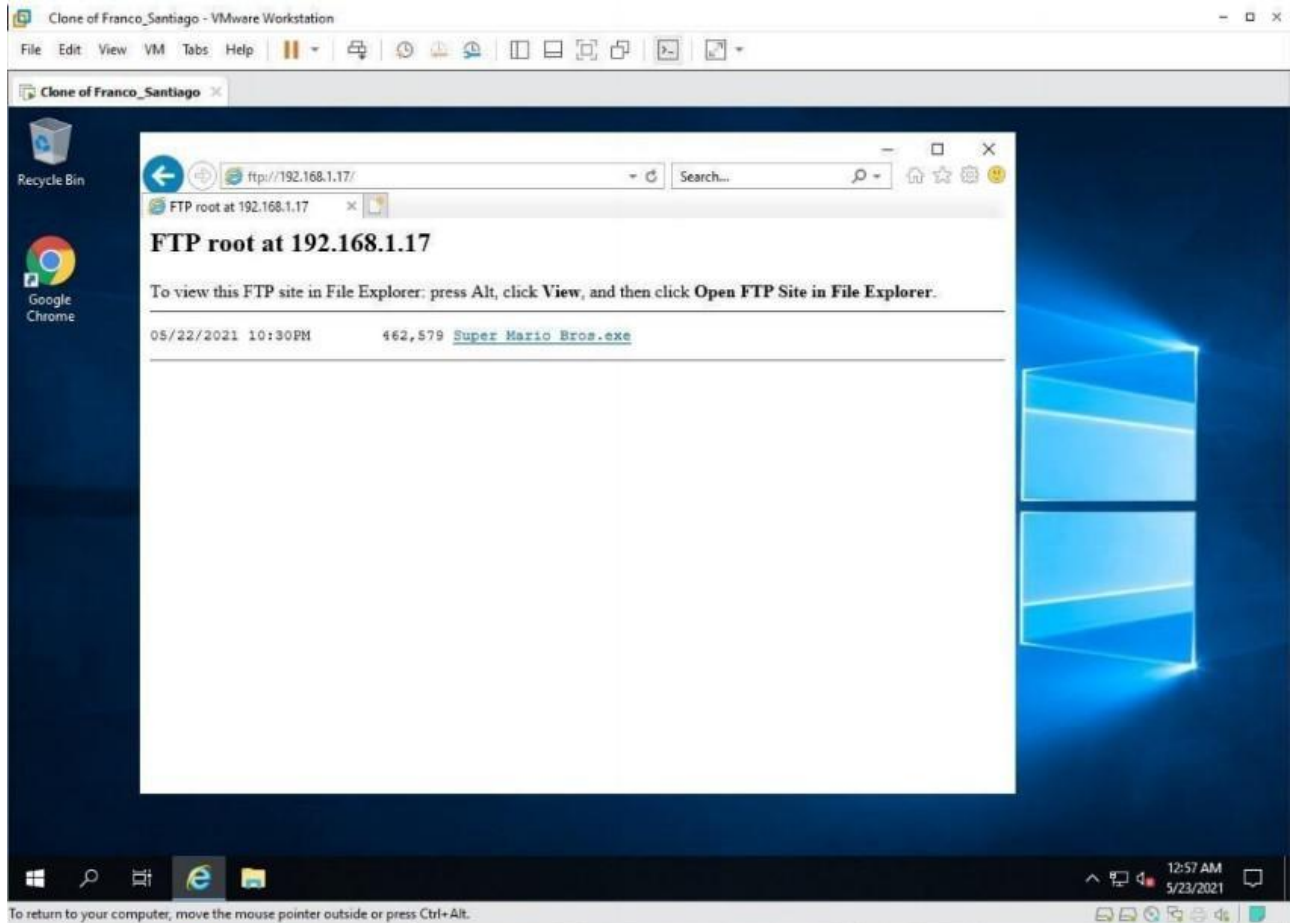 Clone of Franco_Santiago - VMware Workstation
File Edit View VM Tabs Help
Clone of Franco_Santiago
Recycle Bin
ftp://192.168.1.17/
Search...
FTP root at 192.168.1.17
FTP root at 192.168.1.17
To view this FTP site in File Explorer: press Alt, click View, and then click Open FTP Site in File Explorer.
Google
Chrome
05/22/2021 10:30PM 462,579 Super Mario Bros.exe
12:57 AM
5/23/2021
To return to your computer, move the mouse pointer outside or press Ctrl+Alt.